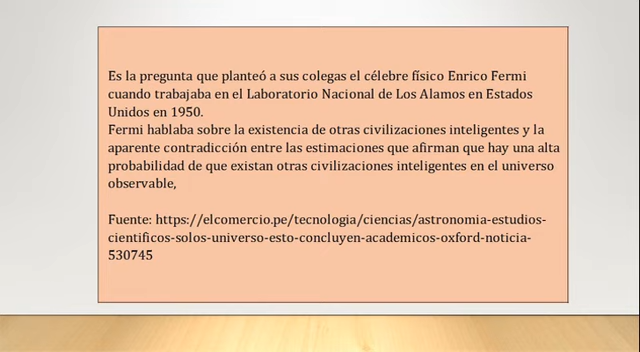 Es la pregunta que planteó a sus colegas el célebre físico Enrico Fermi
cuando trabajaba en el Laboratorio Nacional de Los Alamos en Estados
Unidos en 1950.
Fermi hablaba sobre la existencia de otras civilizaciones inteligentes y la
aparente contradicción entre las estimaciones que afirman que hay una alta
probabilidad de que existan otras civilizaciones inteligentes en el universo
observable,
Fuente: https://elcomercio.pe/tecnologia/ciencias/astronomia-estudios-
cientificos-solos-universo-esto-concluyen-academicos-oxford-noticia-
530745